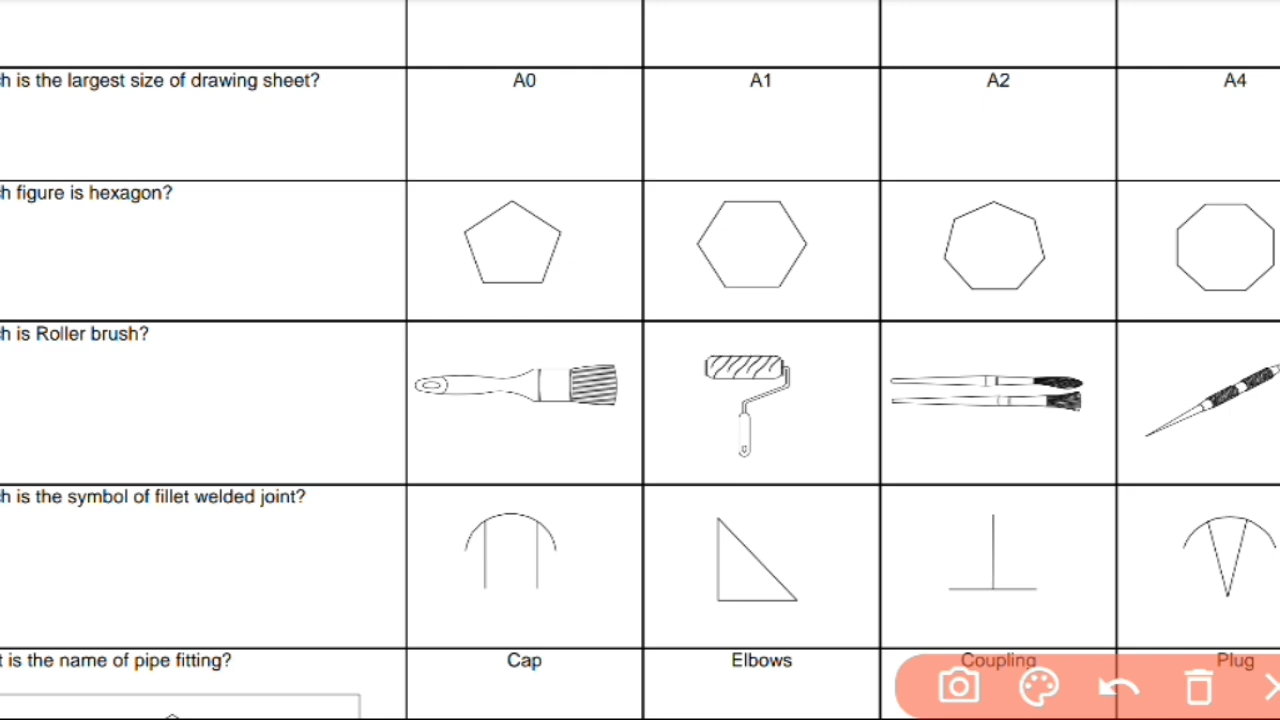 h is the largest size of drawing sheet?
A0
A1
A2
A4
h figure is hexagon?
h is Roller brush?
h is the symbol of fillet welded joint?
t is the name of pipe fitting?
Cap
Elbows
Coupling
Plug